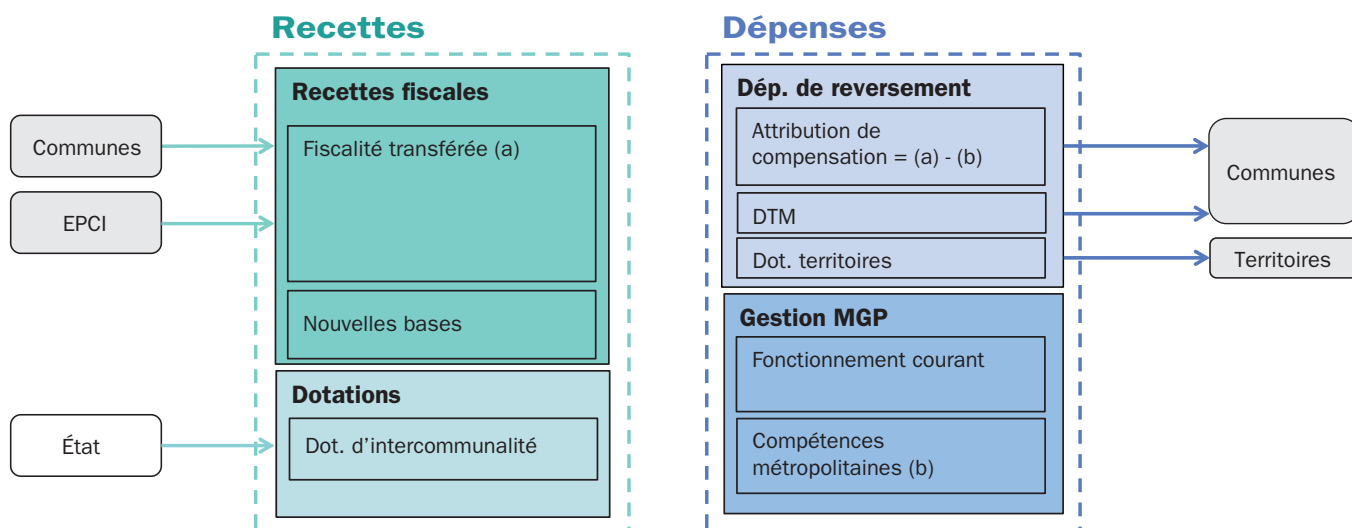 Recettes
Dépenses
Communes
EPCI
État
Recettes fiscales
Fiscalité transférée (a)
Nouvelles bases
Dotations
Dot. d'intercommunalité
Dép. de reversement
Attribution de
compensation = (a) - (b)
DTM
Dot. territoires
Gestion MGP
Fonctionnement courant
Compétences
métropolitaines (b)
Communes
Territoires